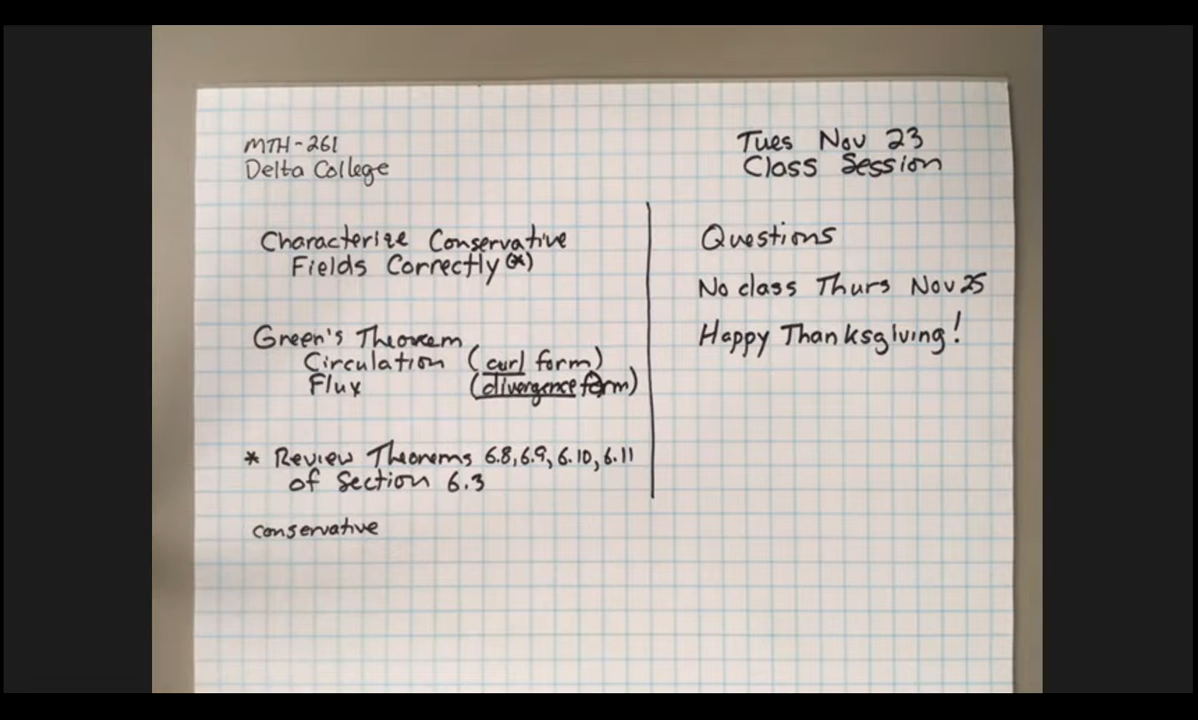 MTH-261
Delta College
Tues Nov 23
Class Session
Characterize Conservative
Fields Correctly (*)
Green's Theorem
Circulation (curl form)
Flux (divergence form)
* Review Theorems 6.8, 6.9, 6.10, 6.11
of Section 6.3
conservative
Questions
No class Thurs Nov 25
Happy Thanksgiving!